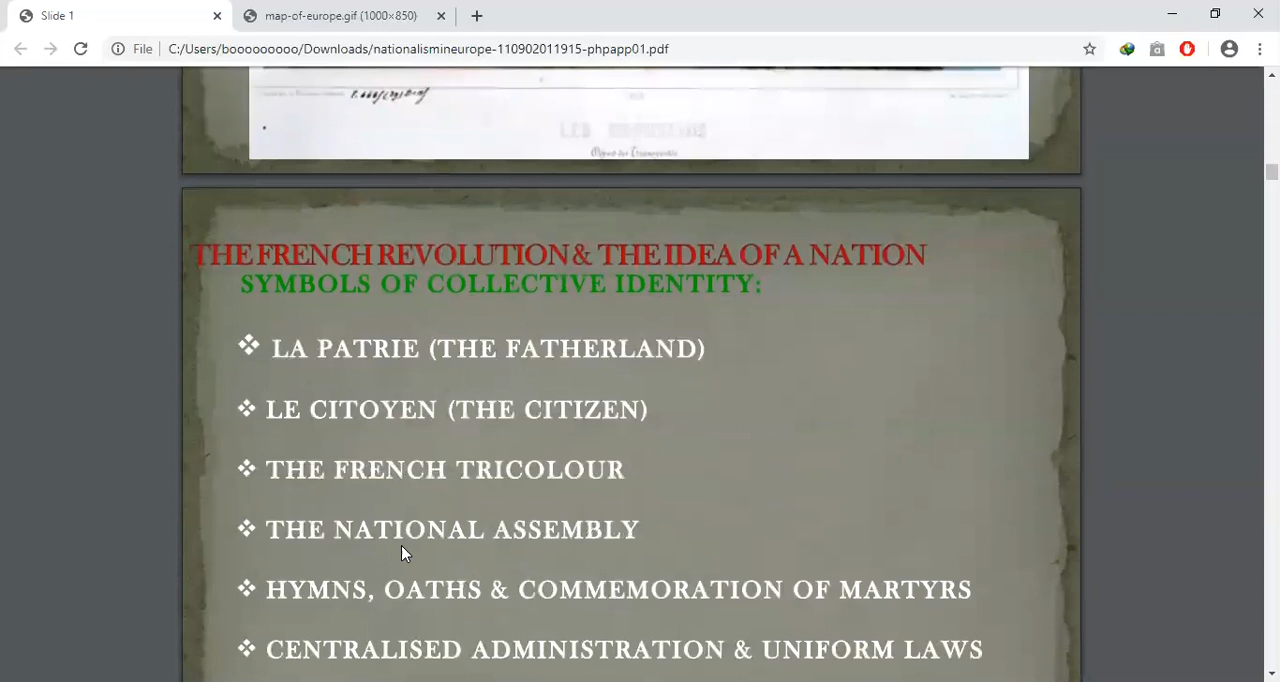 Slide 1
map-of-europe.gif (1000×850)
File
C:/Users/boooooooooo/Downloads/nationalismineurope-110902011915-phpapp01.pdf
THE FRENCH REVOLUTION & THE IDEA OF A NATION
SYMBOLS OF COLLECTIVE IDENTITY:
❖ LA PATRIE (THE FATHERLAND)
❖ LE CITOYEN (THE CITIZEN)
❖ THE FRENCH TRICOLOUR
❖ THE NATIONAL ASSEMBLY
❖ HYMNS, OATHS & COMMEMORATION OF MARTYRS
❖ CENTRALISED ADMINISTRATION & UNIFORM LAWS